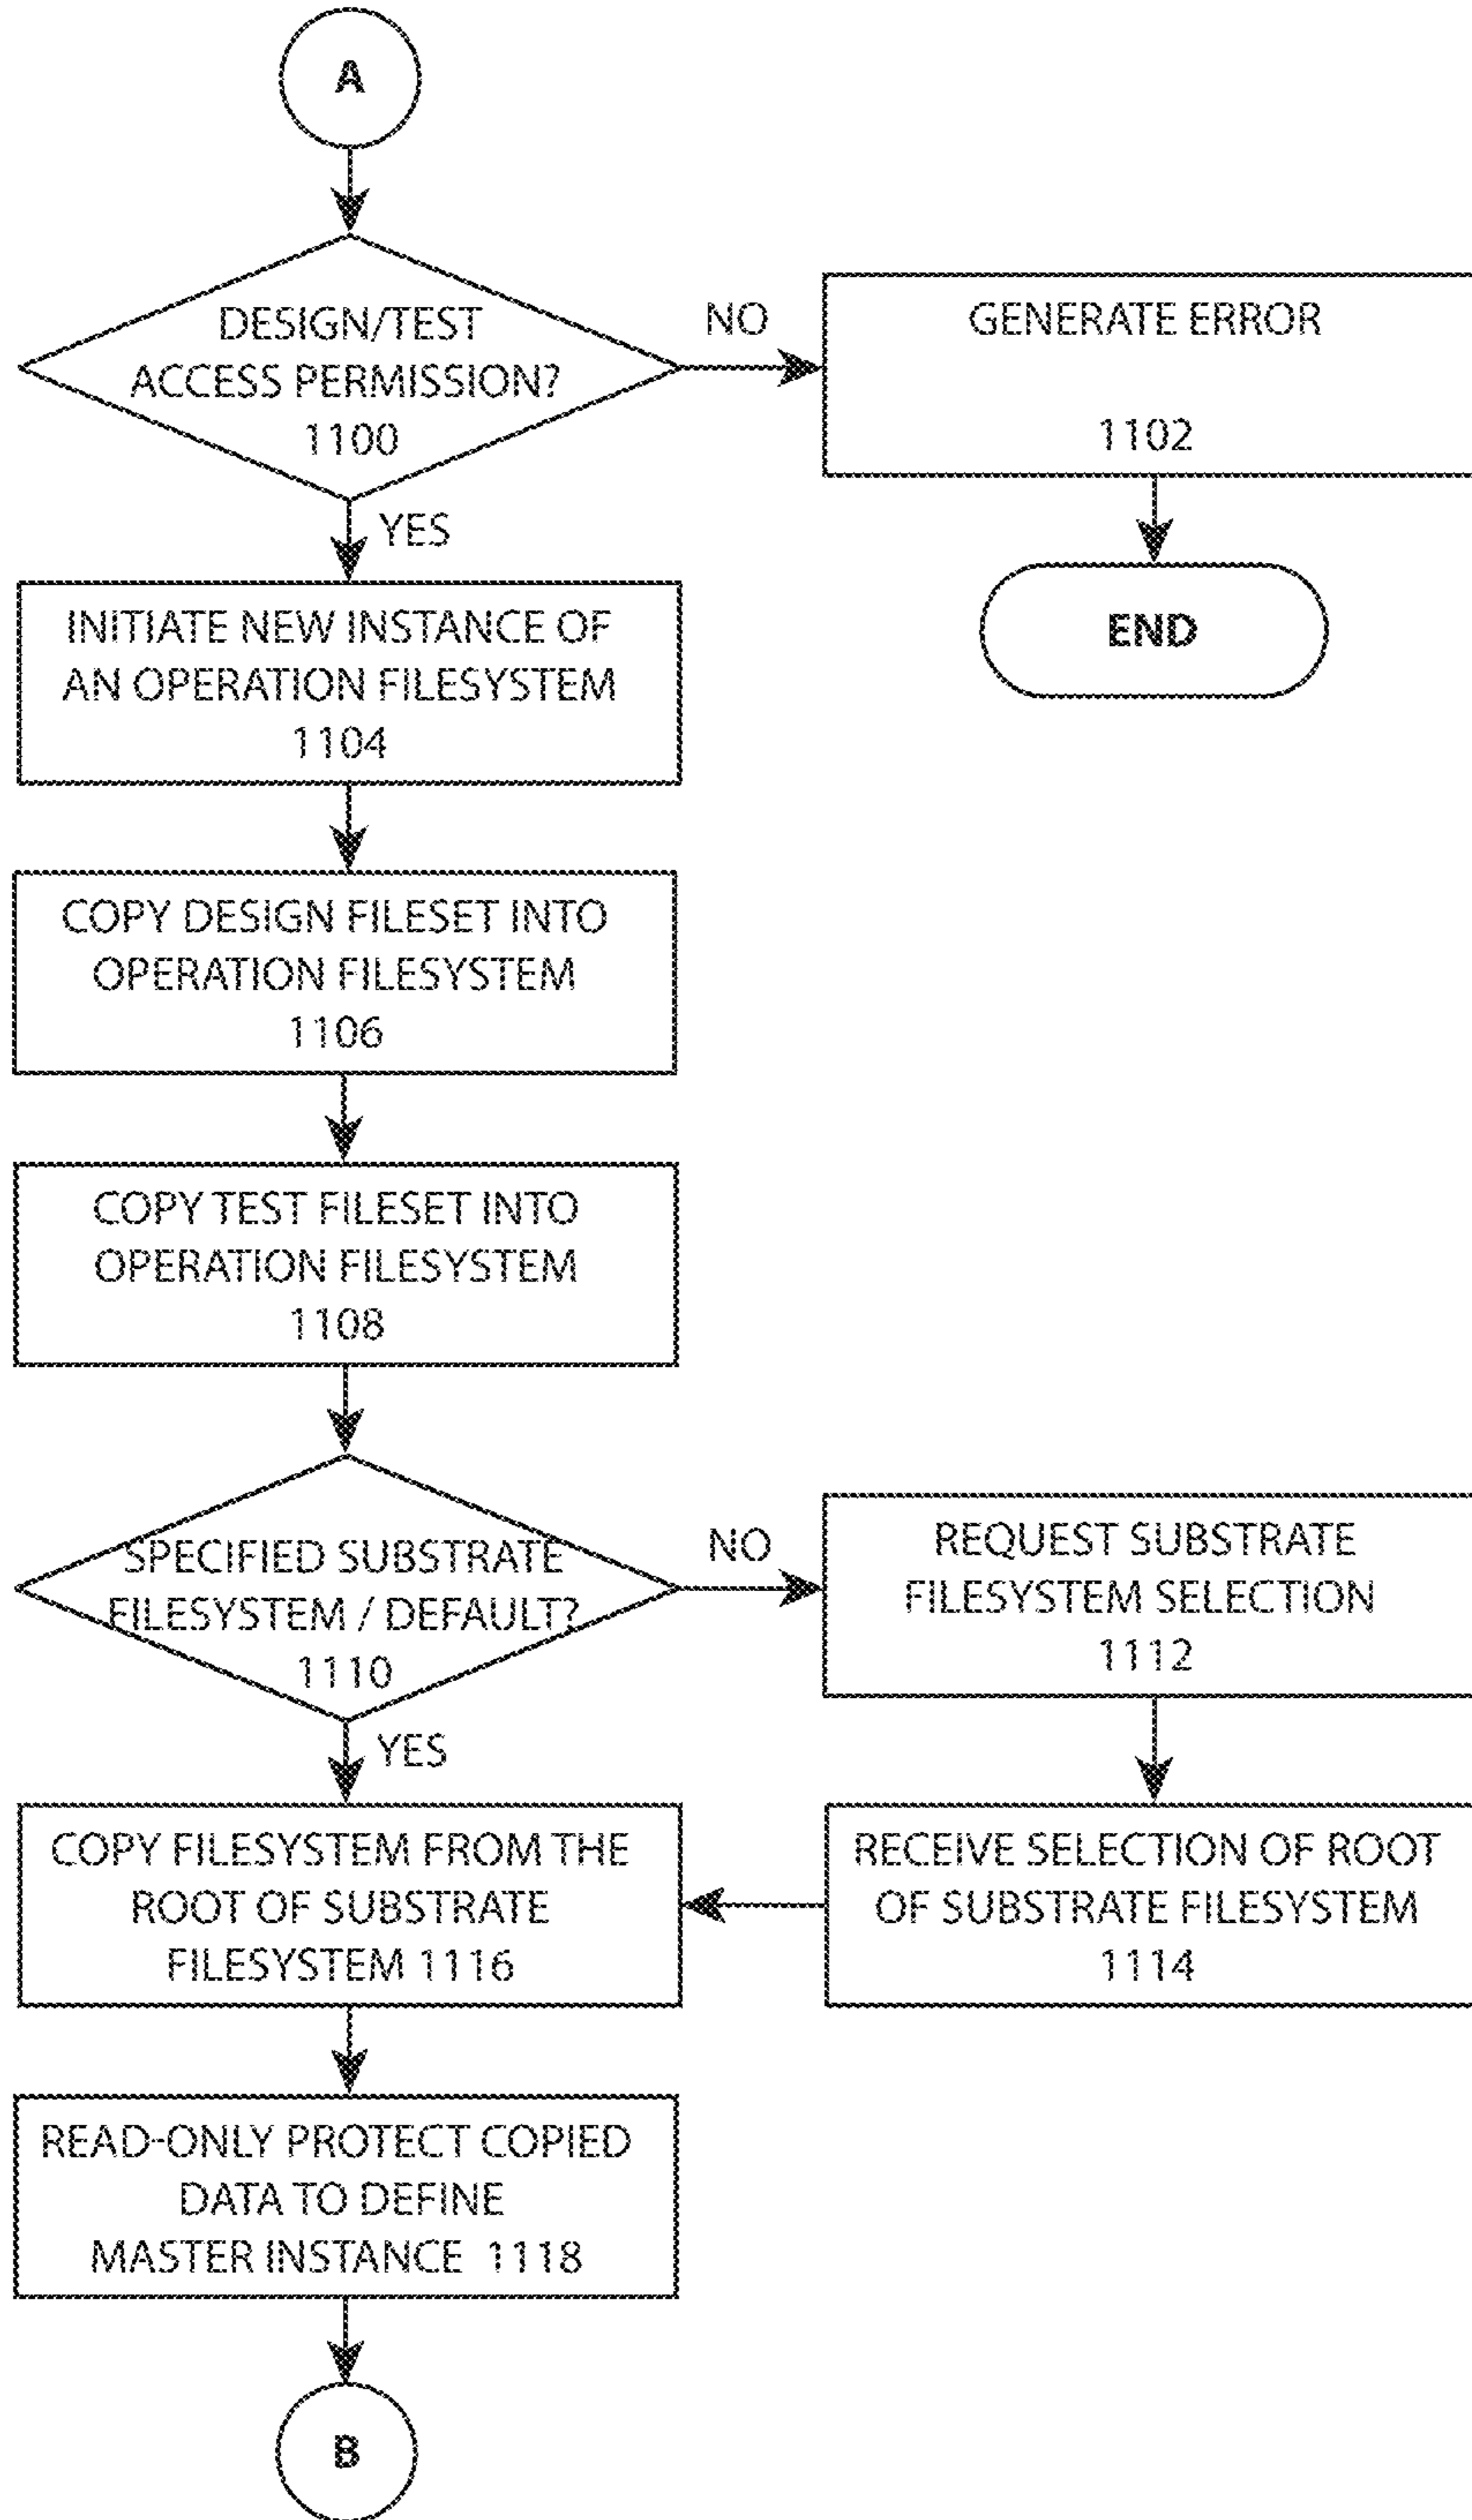 A
DESIGN/TEST
ACCESS PERMISSION?
1100
NO
GENERATE ERROR
1102
YES
END
INITIATE NEW INSTANCE OF
AN OPERATION FILESYSTEM
1104
COPY DESIGN FILESET INTO
OPERATION FILESYSTEM
1106
COPY TEST FILESET INTO
OPERATION FILESYSTEM
1108
SPECIFIED SUBSTRATE
FILESYSTEM / DEFAULT?
1110
NO
REQUEST SUBSTRATE
FILESYSTEM SELECTION
1112
YES
COPY FILESYSTEM FROM THE
ROOT OF SUBSTRATE
FILESYSTEM 1116
RECEIVE SELECTION OF ROOT
OF SUBSTRATE FILESYSTEM
1114
READ-ONLY PROTECT COPIED
DATA TO DEFINE
MASTER INSTANCE 1118
B